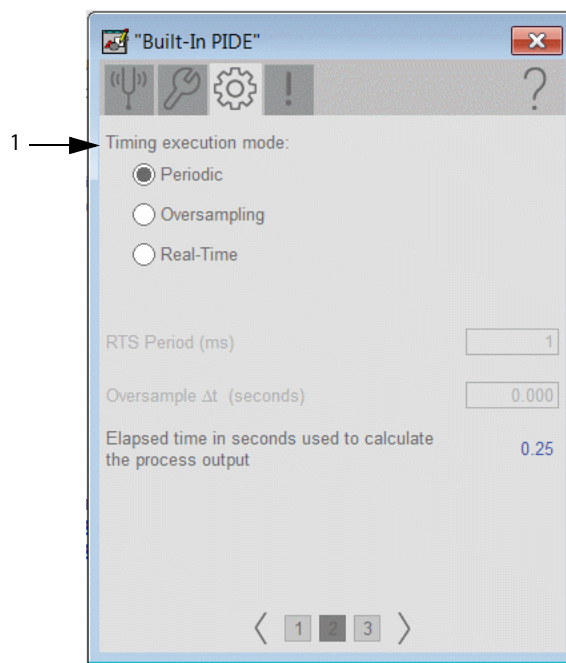 "Built-In PIDE"
!
?
1
Timing execution mode:
Periodic
Oversampling
Real-Time
RTS Period (ms) 1
Oversample Δt (seconds) 0.000
Elapsed time in seconds used to calculate
the process output 0.25
1 2 3